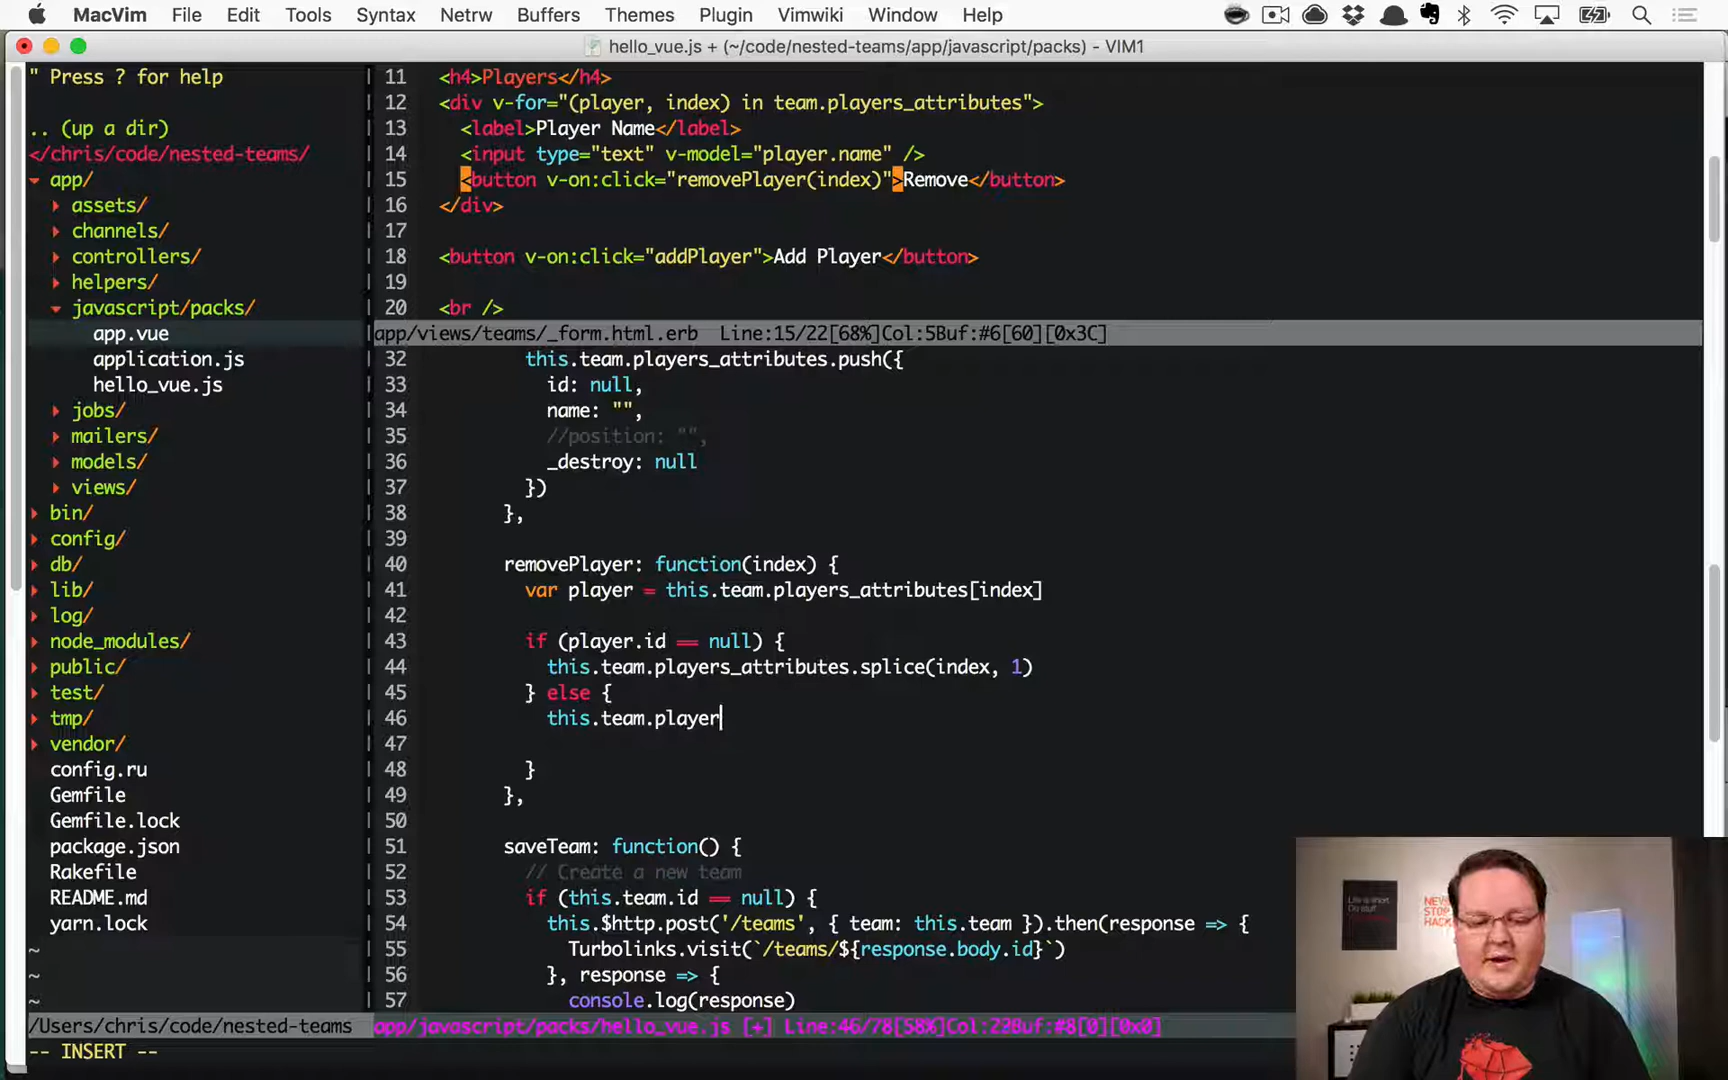 MacVim File Edit Tools Syntax Netrw Buffers Themes Plugin Vimwiki Window Help
hello_vue.js + (~/code/nested-teams/app/javascript/packs) - VIM1
" Press ? for help
.. (up a dir)
</chris/code/nested-teams/
app/
assets/
channels/
controllers/
helpers/
javascript/packs/
app.vue
application.js
hello_vue.js
jobs/
mailers/
models/
views/
bin/
config/
db/
lib/
log/
node_modules/
public/
test/
tmp/
vendor/
config.ru
Gemfile
Gemfile.lock
package.json
Rakefile
README.md
yarn.lock
~
~
~
/Users/chris/code/nested-teams
11 <h4>Players</h4>
12 <div v-for="(player, index) in team.players_attributes">
13 <label>Player Name</label>
14 <input type="text" v-model="player.name" />
15 <button v-on:click="removePlayer(index)">Remove</button>
16 </div>
17
18 <button v-on:click="addPlayer">Add Player</button>
19
20 <br />
app/views/teams/_form.html.erb Line:15/22[68%]Col:5Buf:#6[60][0x3C]
32 this.team.players_attributes.push({
33 id: null,
34 name: "",
35 //position: "",
36 _destroy: null
37 })
38 },
39
40 removePlayer: function(index) {
41 var player = this.team.players_attributes[index]
42
43 if (player.id == null) {
44 this.team.players_attributes.splice(index, 1)
45 } else {
46 this.team.player
47
48 }
49 },
50
51 saveTeam: function() {
52 // Create a new team
53 if (this.team.id == null) {
54 this.$http.post('/teams', { team: this.team }).then(response => {
55 Turbolinks.visit(`/teams/${response.body.id}`)
56 }, response => {
57 console.log(response)
app/javascript/packs/hello_vue.js [+] Line:46/78[58%]Col:29Buf:#8[0][0x0]
-- INSERT --